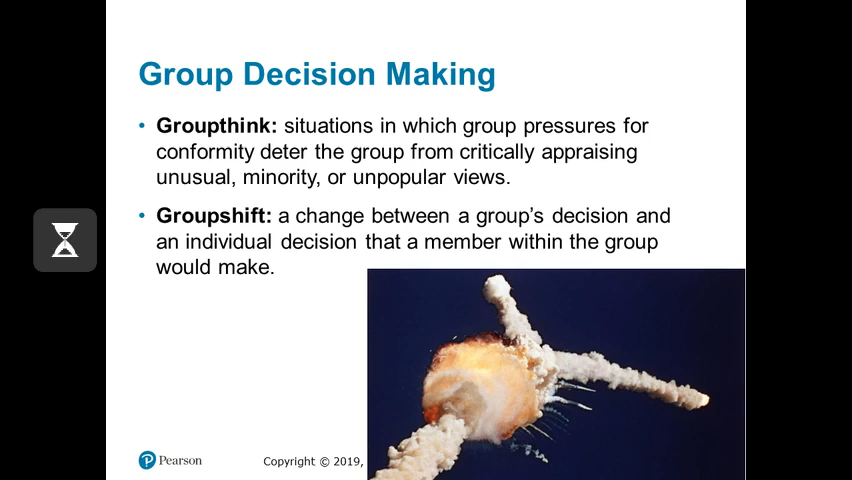 Group Decision Making
• Groupthink: situations in which group pressures for
conformity deter the group from critically appraising
unusual, minority, or unpopular views.
• Groupshift: a change between a group's decision and
an individual decision that a member within the group
would make.
Pearson
Copyright © 2019,